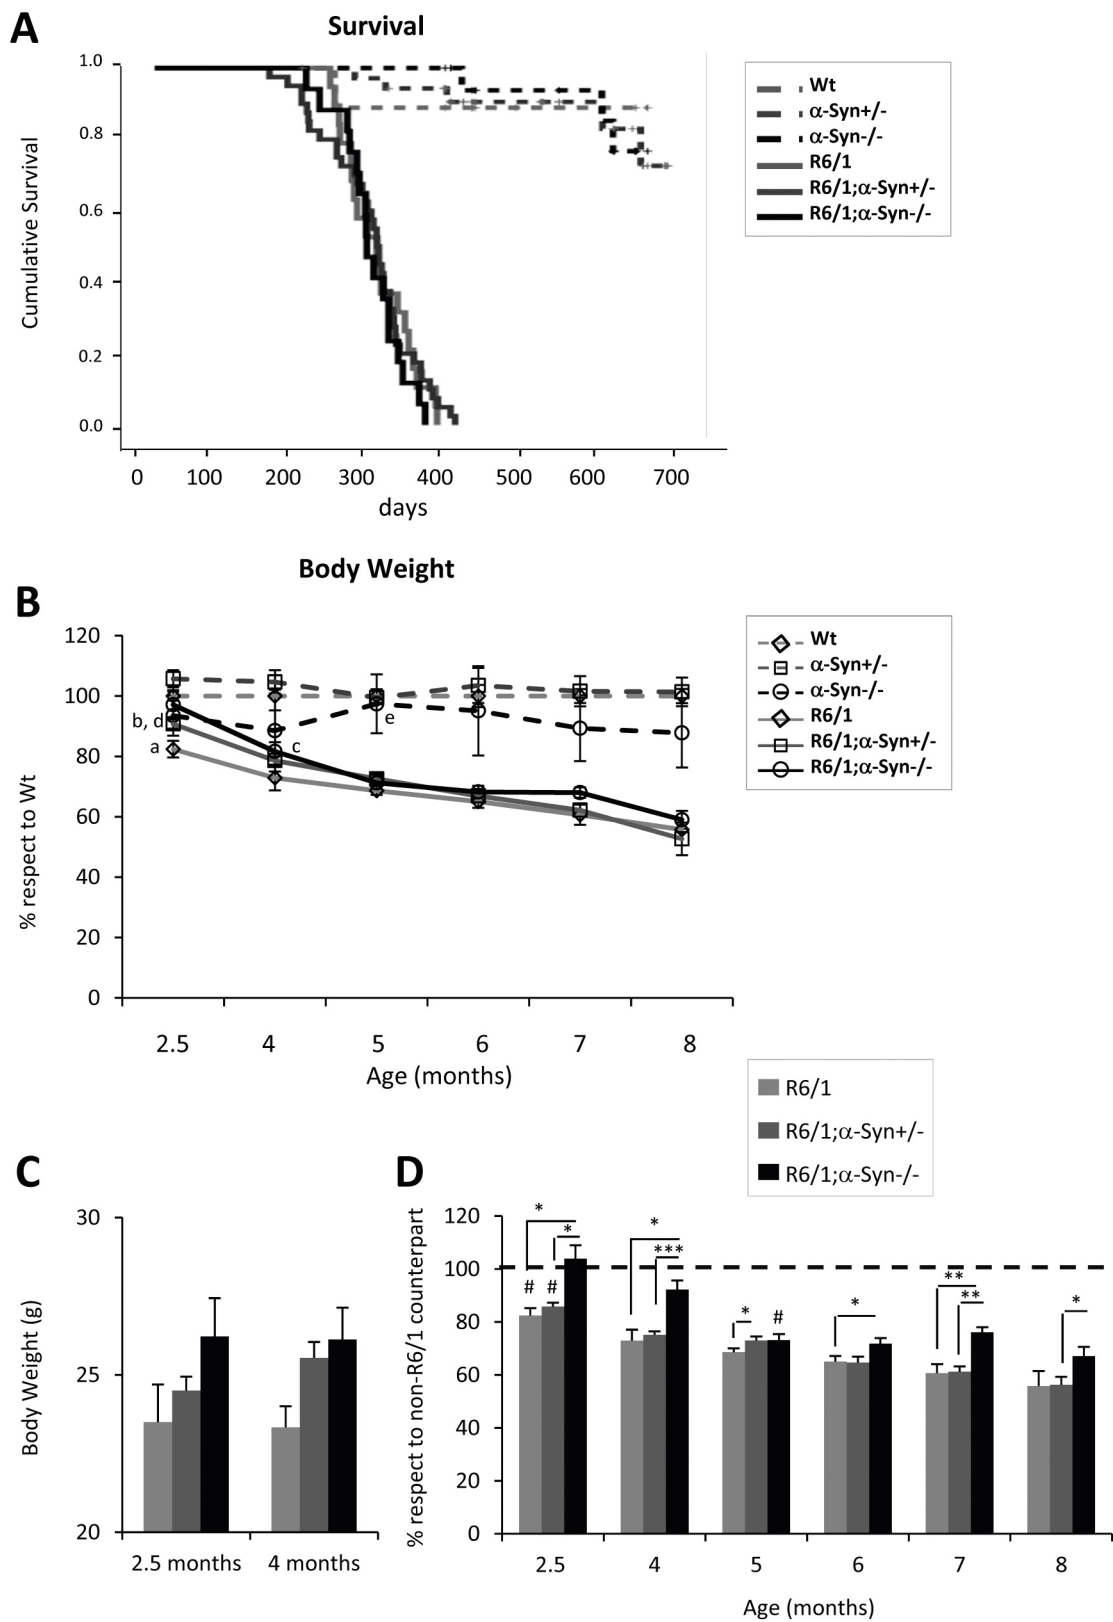 A
Survival
Cumulative Survival
1.0
0.8
0.6
0.4
0.2
0.0
0 100 200 300 400 500 600 700
days
Wt
α-Syn+/-
α-Syn-/-
R6/1
R6/1;α-Syn+/-
R6/1;α-Syn-/-
B
Body Weight
% respect to Wt
120
100
80
60
40
20
0
b, d
a
c
e
2.5 4 5 6 7 8
Age (months)
Wt
α-Syn+/-
α-Syn-/-
R6/1
R6/1;α-Syn+/-
R6/1;α-Syn-/-
R6/1
R6/1;α-Syn+/-
R6/1;α-Syn-/-
C
Body Weight (g)
30
25
20
2.5 months 4 months
D
% respect to non-R6/1 counterpart
120
100
80
60
40
20
0
* *
* ***
# #
** **
* # * *
2.5 4 5 6 7 8
Age (months)